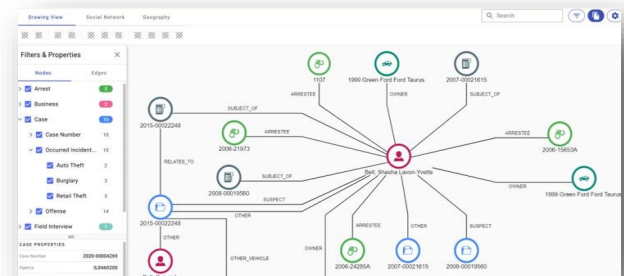 Drawing View Social Network Geography
Search
Filters & Properties
Nodes Edges
Arrest
Business
Case
Case Number 10
Occurred Incident... 10
Auto Theft 3
Burglary 3
Retail Theft 3
Offense 14
Field Interview
CASE PROPERTIES
Case Number 2020-00004269
Agency IL0460200
1107
1999 Green Ford Ford Taurus
2007-00021615
ARRESTEE
OWNER
SUBJECT_OF
SUBJECT_OF
2015-00022248
ARRESTEE
2006-21973
ARRESTEE
2006-15653A
RELATES_TO
SUBJECT_OF
2008-00019560
Bell, Shasha Lavon-Yvette
OWNER
1999 Green Ford Ford Taurus
SUSPECT
OTHER
2015-00022248
OTHER
OTHER_VEHICLE
OWNER
ARRESTEE
OTHER
SUSPECT
2006-24285A
2007-00021615
2008-00019560